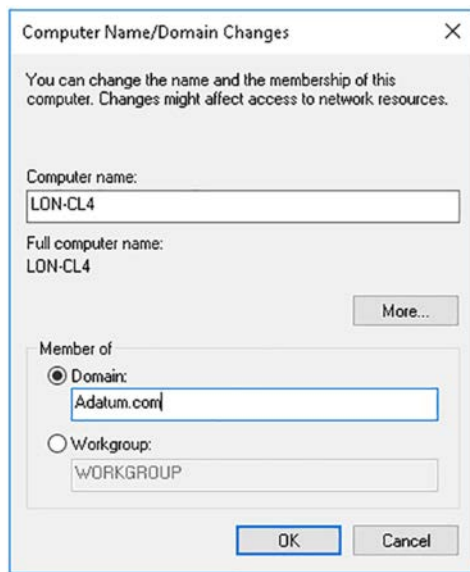 Computer Name/Domain Changes
You can change the name and the membership of this
computer. Changes might affect access to network resources.
Computer name:
LON-CL4
Full computer name:
LON-CL4
More...
Member of
Domain:
Adatum.com
Workgroup:
WORKGROUP
OK
Cancel